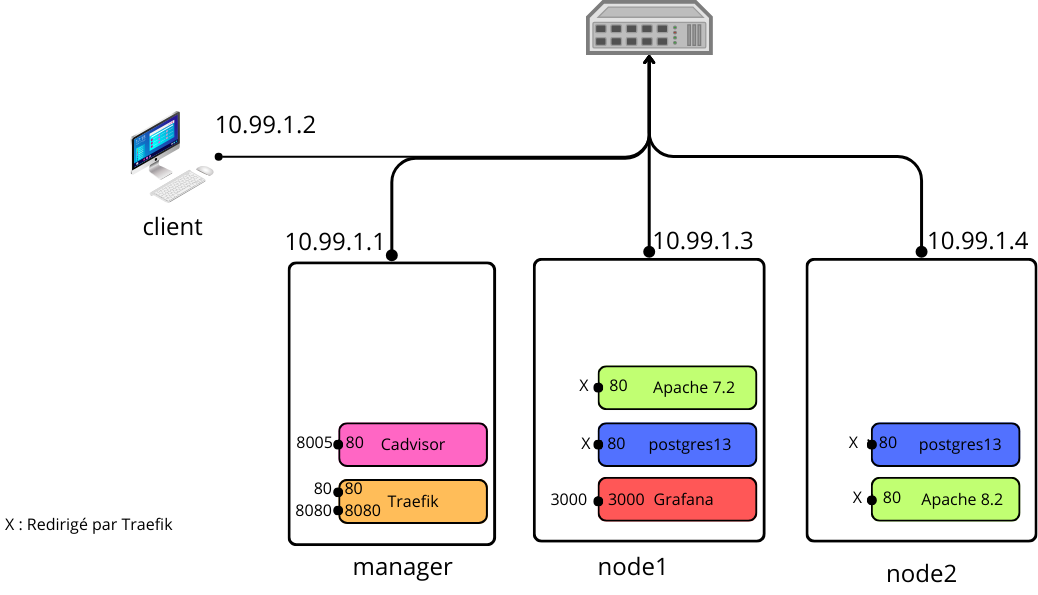 10.99.1.2
client
10.99.1.1
10.99.1.3
10.99.1.4
X 80 Apache 7.2
8005 80 Cadvisor
X 80 postgres13
X 80 postgres13
80 80
Traefik
8080 8080
3000 3000 Grafana
X 80 Apache 8.2
X : Redirigé par Traefik
manager
node1
node2